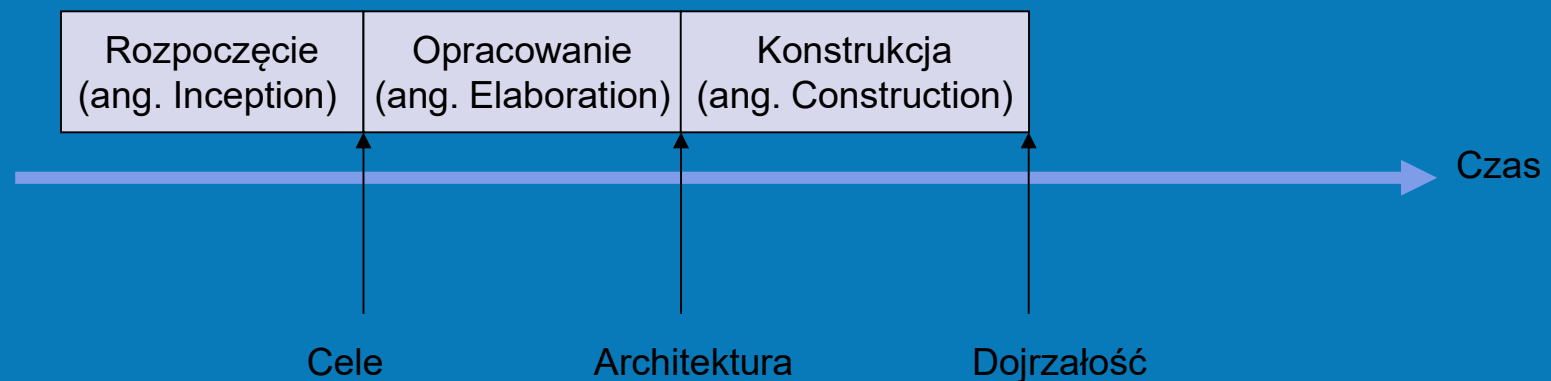 Rozpoczęcie
(ang. Inception)
Opracowanie
(ang. Elaboration)
Konstrukcja
(ang. Construction)
Czas
Cele
Architektura
Dojrzałość